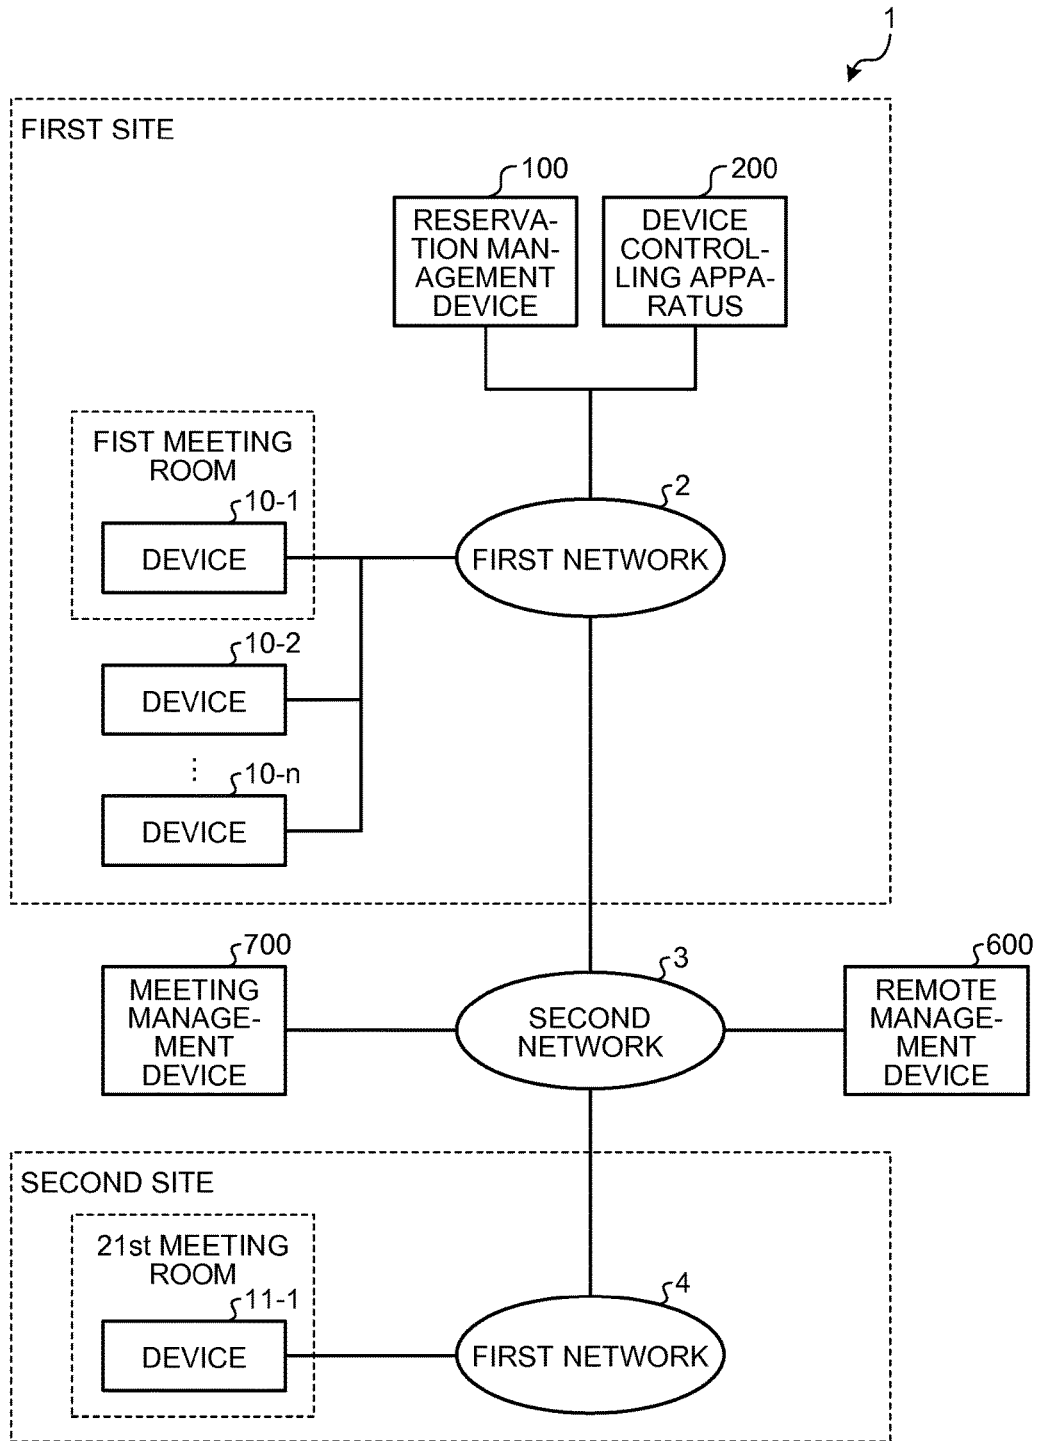 1
FIRST SITE
100
RESERVA-
TION MAN-
AGEMENT
DEVICE
200
DEVICE
CONTROL-
LING APPA-
RATUS
FIST MEETING
ROOM
10-1
DEVICE
2
FIRST NETWORK
10-2
DEVICE
⋮
10-n
DEVICE
700
MEETING
MANAGE-
MENT
DEVICE
3
SECOND
NETWORK
600
REMOTE
MANAGE-
MENT
DEVICE
SECOND SITE
21st MEETING
ROOM
11-1
DEVICE
4
FIRST NETWORK